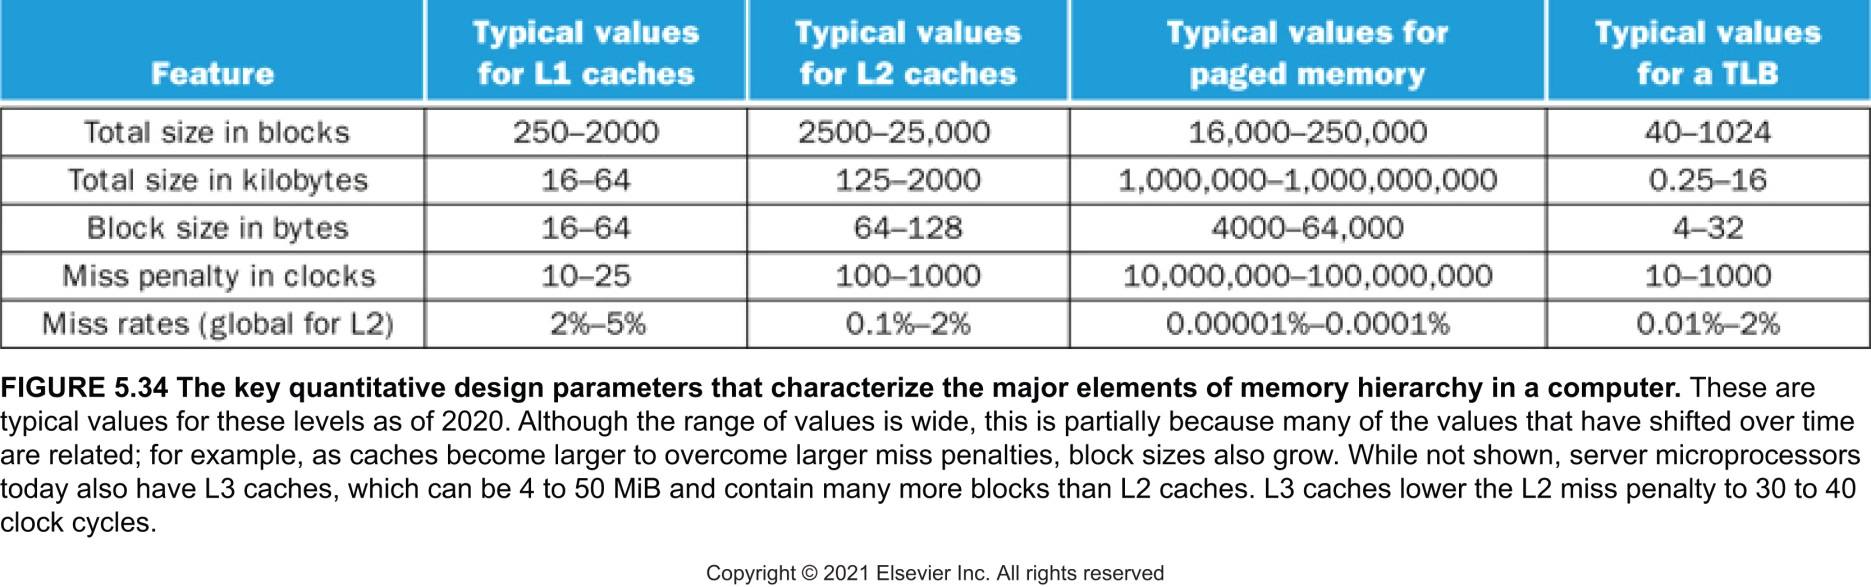 Feature Typical values for L1 caches Typical values for L2 caches Typical values for paged memory Typical values for a TLB
Total size in blocks 250–2000 2500–25,000 16,000–250,000 40–1024
Total size in kilobytes 16–64 125–2000 1,000,000–1,000,000,000 0.25–16
Block size in bytes 16–64 64–128 4000–64,000 4–32
Miss penalty in clocks 10–25 100–1000 10,000,000–100,000,000 10–1000
Miss rates (global for L2) 2%–5% 0.1%–2% 0.00001%–0.0001% 0.01%–2%
FIGURE 5.34 The key quantitative design parameters that characterize the major elements of memory hierarchy in a computer. These are
typical values for these levels as of 2020. Although the range of values is wide, this is partially because many of the values that have shifted over time
are related; for example, as caches become larger to overcome larger miss penalties, block sizes also grow. While not shown, server microprocessors
today also have L3 caches, which can be 4 to 50 MiB and contain many more blocks than L2 caches. L3 caches lower the L2 miss penalty to 30 to 40
clock cycles.
Copyright © 2021 Elsevier Inc. All rights reserved